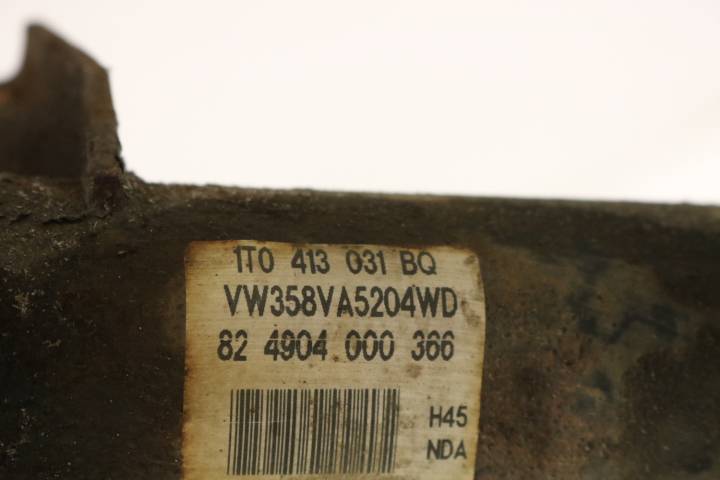 1T0 413 031 BQ
VW358VA5204WD
82 4904 000 366
H45
NDA